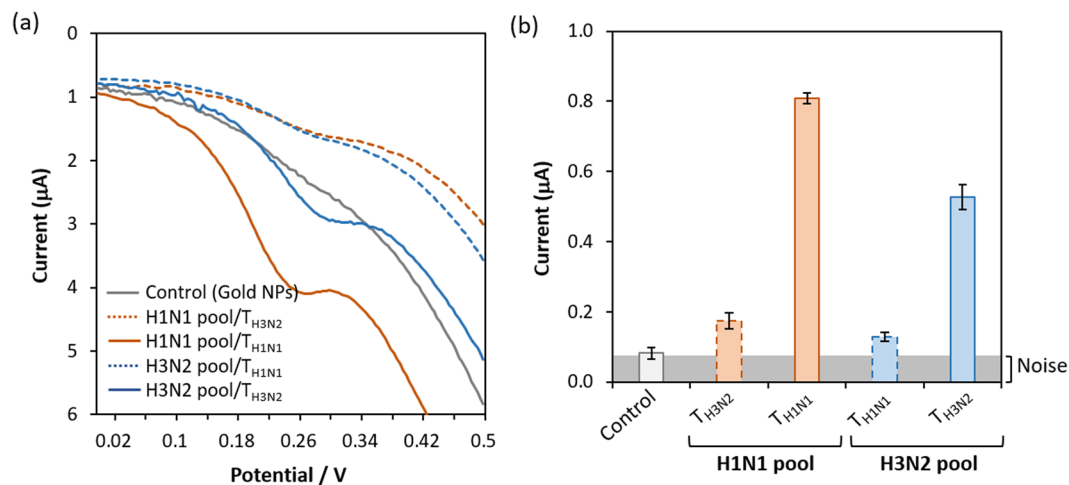 (a)
0
1
2
3
4
5
6
Current (µA)
Control (Gold NPs)
H1N1 pool/TH3N2
H1N1 pool/TH1N1
H3N2 pool/TH1N1
H3N2 pool/TH3N2
0.02 0.1 0.18 0.26 0.34 0.42 0.5
Potential / V
(b)
1.0
0.8
0.6
0.4
0.2
0.0
Current (µA)
Noise
Control TH3N2 TH1N1 TH1N1 TH3N2
H1N1 pool H3N2 pool